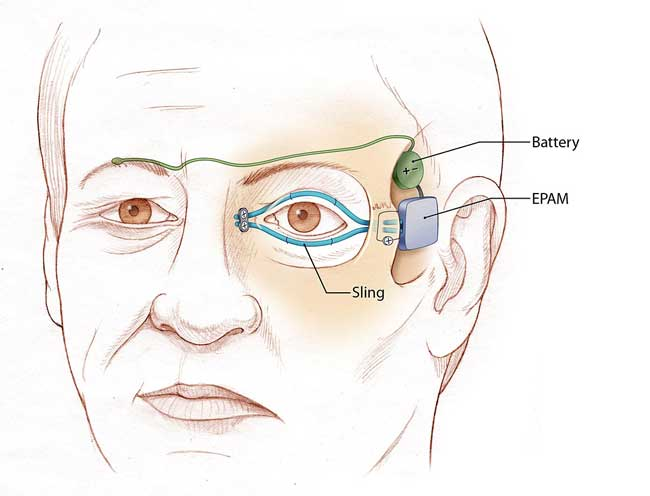 Battery
+ -
EPAM
Sling